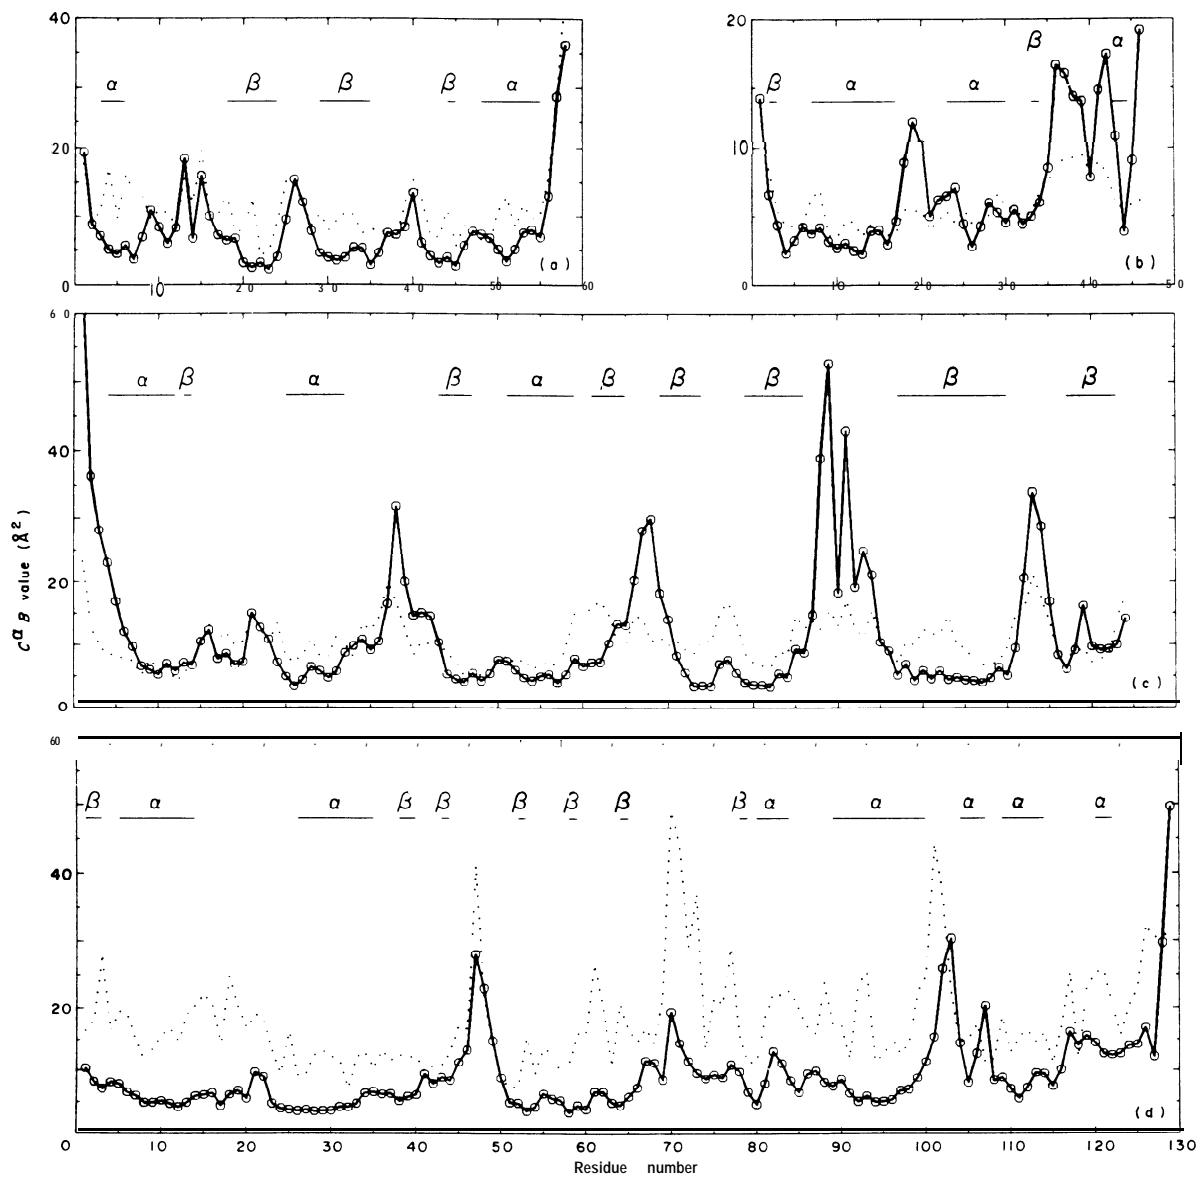 40 20
β α
α β β β α β α α
20 10
(a) (b)
0 10 20 30 40 50 60 0 10 20 30 40 50
60
α β α β α β β β β β
40
20
(c)
0
Cα B value (Å2)
60
β α α β β β β β β α α α α α
40
20
(d)
0 10 20 30 40 50 60 70 80 90 100 110 120 130
Residue number